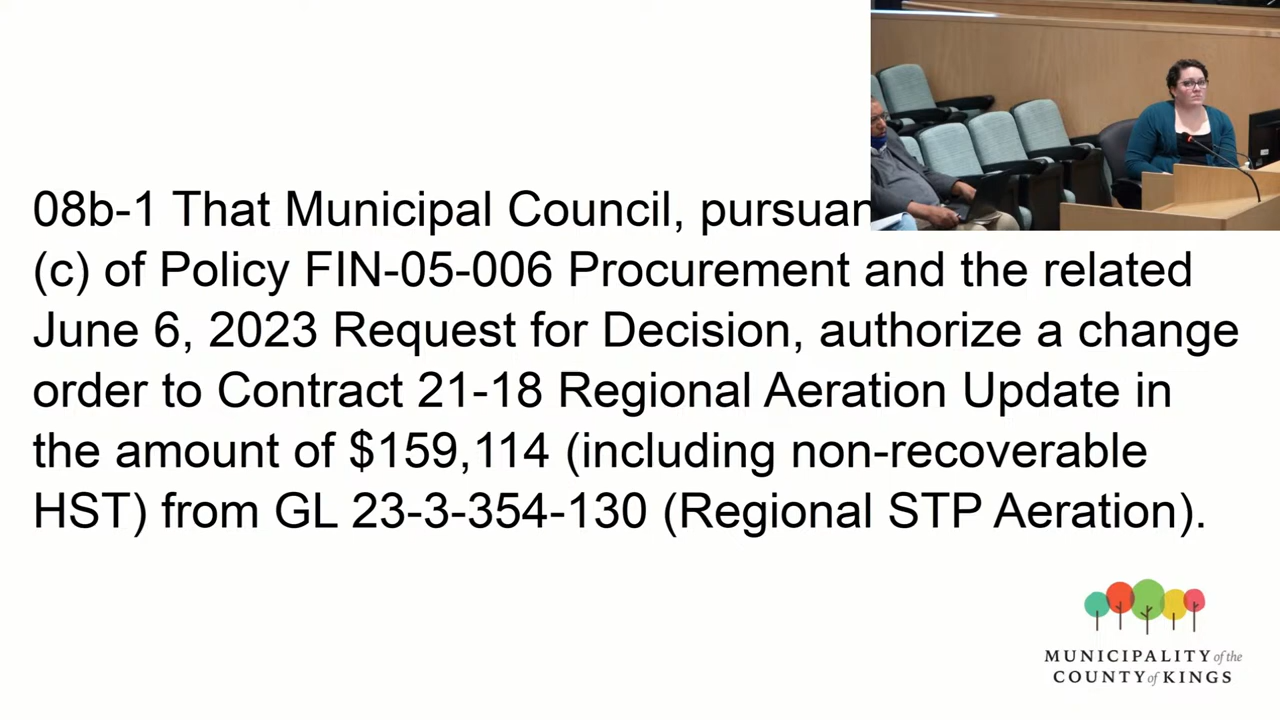 08b-1 That Municipal Council,
(c) of Policy FIN-05-006 Procurement and the related
June 6, 2023 Request for Decision, authorize a change
order to Contract 21-18 Regional Aeration Update in
the amount of $159,114 (including non-recoverable
HST) from GL 23-3-354-130 (Regional STP Aeration).
MUNICIPALITY of the
COUNTY of KINGS